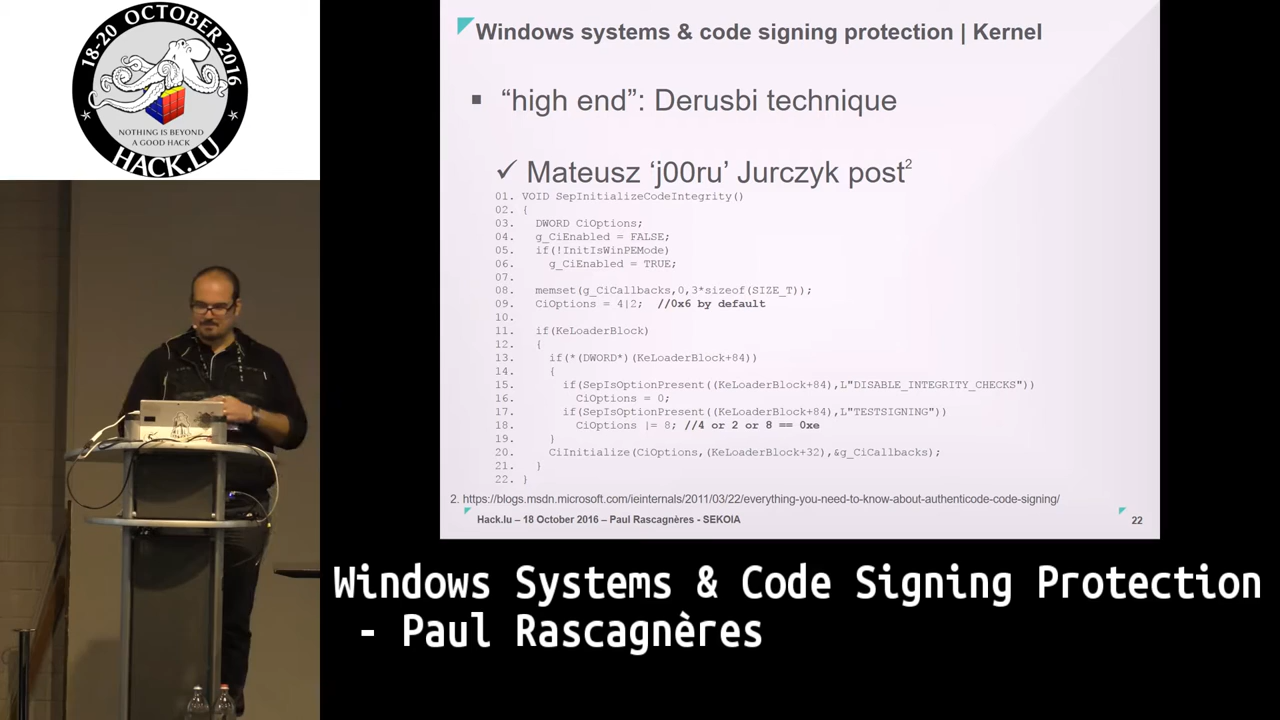 18-20 OCTOBER 2016
NOTHING IS BEYOND
A GOOD HACK
HACK.LU
Windows systems & code signing protection | Kernel
▪ “high end”: Derusbi technique
✓ Mateusz ‘j00ru’ Jurczyk post2
01. VOID SepInitializeCodeIntegrity()
02. {
03. DWORD CiOptions;
04. g_CiEnabled = FALSE;
05. if(!InitIsWinPEMode)
06. g_CiEnabled = TRUE;
07.
08. memset(g_CiCallbacks,0,3*sizeof(SIZE_T));
09. CiOptions = 4|2; //0x6 by default
10.
11. if(KeLoaderBlock)
12. {
13. if(*(DWORD*)(KeLoaderBlock+84))
14. {
15. if(SepIsOptionPresent((KeLoaderBlock+84),L"DISABLE_INTEGRITY_CHECKS"))
16. CiOptions = 0;
17. if(SepIsOptionPresent((KeLoaderBlock+84),L"TESTSIGNING"))
18. CiOptions |= 8; //4 or 2 or 8 == 0xe
19. }
20. CiInitialize(CiOptions,(KeLoaderBlock+32),&g_CiCallbacks);
21. }
22. }
2. https://blogs.msdn.microsoft.com/ieinternals/2011/03/22/everything-you-need-to-know-about-authenticode-code-signing/
Hack.lu – 18 October 2016 – Paul Rascagnères - SEKOIA
22
Windows Systems & Code Signing Protection
- Paul Rascagnères